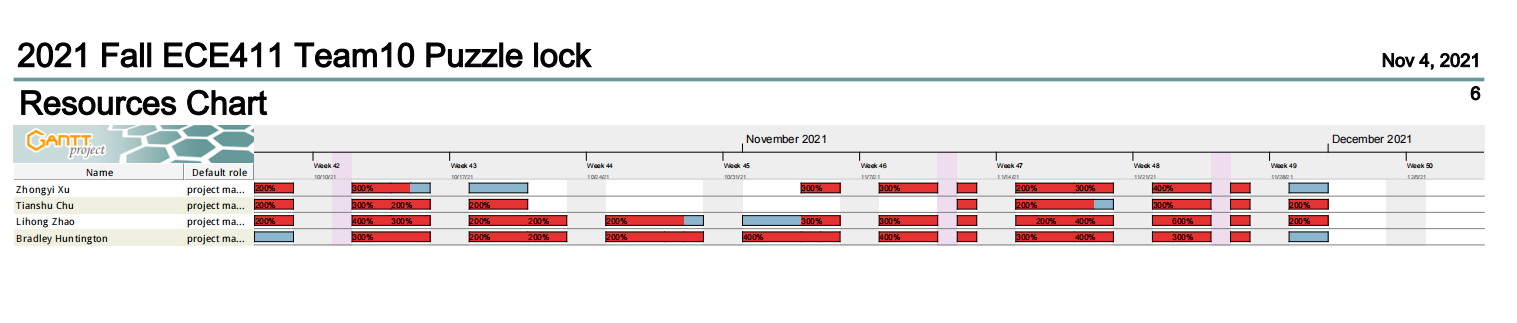 2021 Fall ECE411 Team10 Puzzle lock
Nov 4, 2021
Resources Chart
6
GANTT project
November 2021
December 2021
Week 42 Week 43 Week 44 Week 45 Week 46 Week 47 Week 48 Week 49 Week 50
10/10/21 10/17/21 10/24/21 10/31/21 11/7/21 11/14/21 11/21/21 11/28/21 12/5/21
Name Default role
Zhongyi Xu project ma... 200% 300% 300% 300% 200% 300% 400%
Tianshu Chu project ma... 200% 300% 200% 200% 200% 300% 200%
Lihong Zhao project ma... 200% 400% 300% 200% 200% 200% 300% 300% 200% 400% 600% 200%
Bradley Huntington project ma... 300% 200% 200% 200% 400% 400% 300% 400% 300%